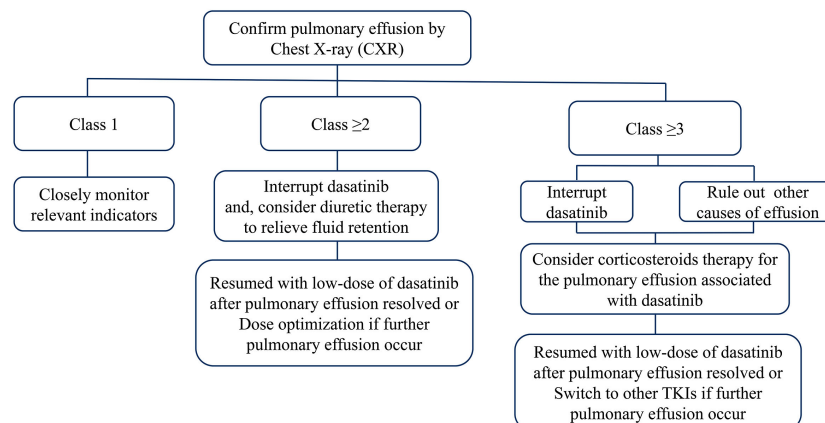 Confirm pulmonary effusion by
Chest X-ray (CXR)
Class 1
Closely monitor
relevant indicators
Class ≥2
Interrupt dasatinib
and, consider diuretic therapy
to relieve fluid retention
Resumed with low-dose of dasatinib
after pulmonary effusion resolved or
Dose optimization if further
pulmonary effusion occur
Class ≥3
Interrupt
dasatinib
Rule out other
causes of effusion
Consider corticosteroids therapy for
the pulmonary effusion associated
with dasatinib
Resumed with low-dose of dasatinib
after pulmonary effusion resolved or
Switch to other TKIs if further
pulmonary effusion occur